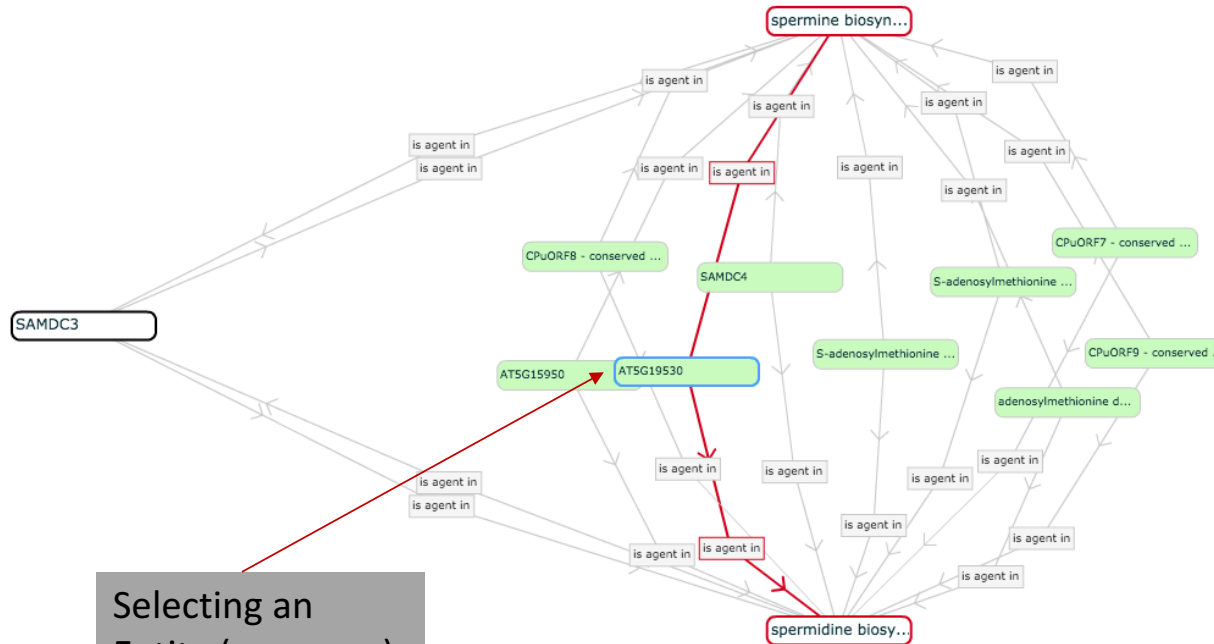 spermine biosyn...
is agent in
is agent in
is agent in
is agent in
is agent in
is agent in
is agent in
is agent in
is agent in
is agent in
is agent in
is agent in
CPuORF7 - conserved ...
CPuORF8 - conserved ...
SAMDC4
S-adenosylmethionine ...
SAMDC3
S-adenosylmethionine ...
CPuORF9 - conserved
AT5G15950
AT5G19530
adenosylmethionine d...
is agent in
is agent in
is agent in
is agent in
is agent in
is agent in
is agent in
is agent in
is agent in
is agent in
is agent in
Selecting an
spermidine biosy...